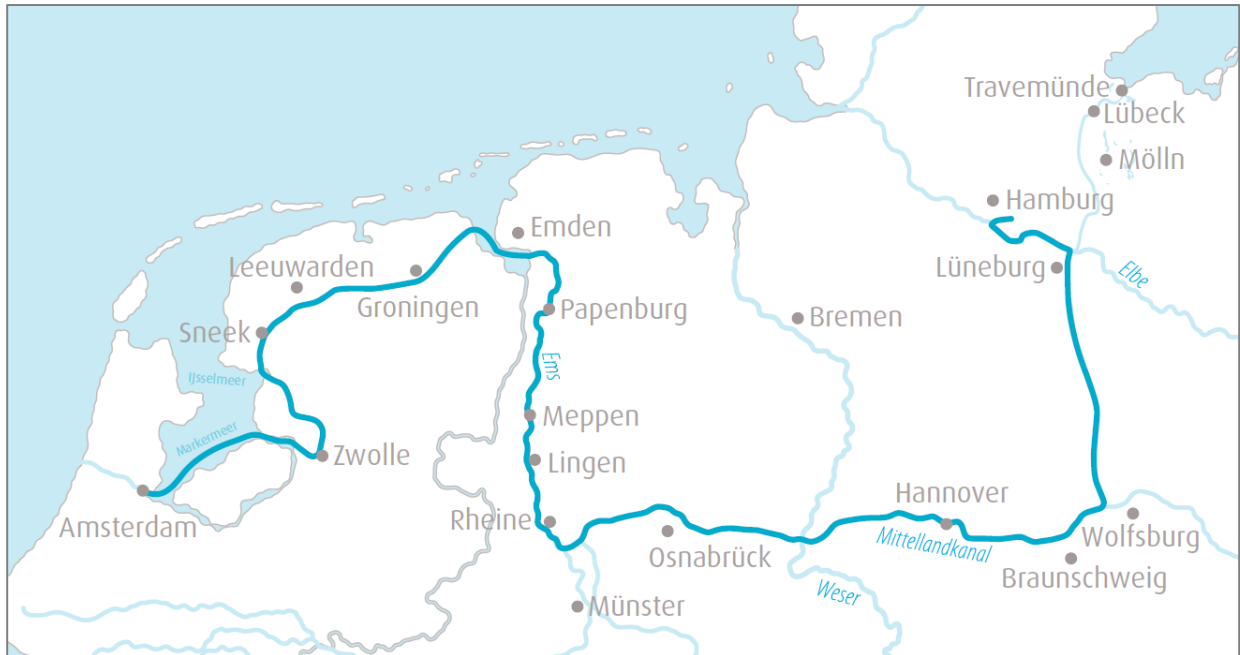 Travemünde
Lübeck
Mölln
Hamburg
Emden
Leeuwarden
Lüneburg
Elbe
Groningen
Papenburg
Bremen
Sneek
Ems
IJsselmeer
Meppen
Markermeer
Zwolle
Lingen
Hannover
Amsterdam
Rheine
Mittellandkanal
Wolfsburg
Osnabrück
Braunschweig
Weser
Münster